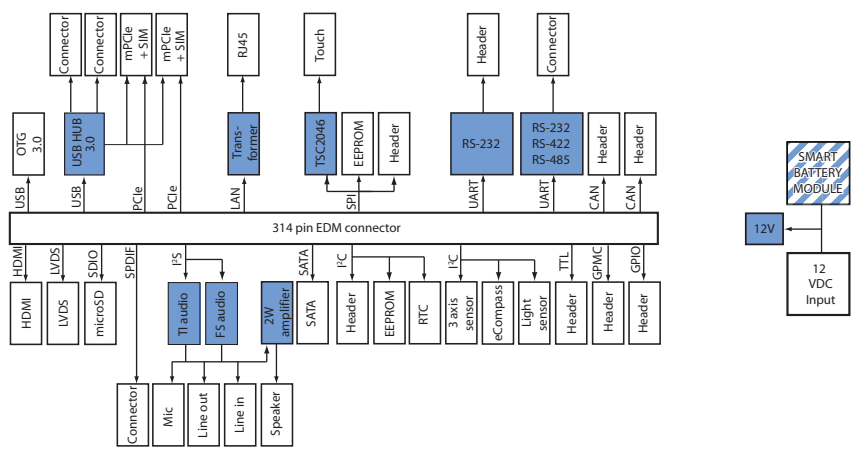 Connector
Connector
mPCIe
+ SIM
mPCIe
+ SIM
RJ45
Touch
Header
Connector
OTG
3.0
USB HUB
3.0
Trans-
former
TSC2046
EEPROM
Header
RS-232
RS-232
RS-422
RS-485
Header
Header
USB
USB
PCIe
PCIe
LAN
SPI
UART
UART
CAN
CAN
314 pin EDM connector
HDMI
LVDS
SDIO
SPDIF
I²S
SATA
I²C
I²C
TTL
GPMC
GPIO
HDMI
LVDS
microSD
TI audio
FS audio
2W
amplifier
SATA
Header
EEPROM
RTC
3 axis
sensor
eCompass
Light
sensor
Header
Header
Header
Connector
Mic
Line out
Line in
Speaker
SMART
BATTERY
MODULE
12V
12
VDC
Input